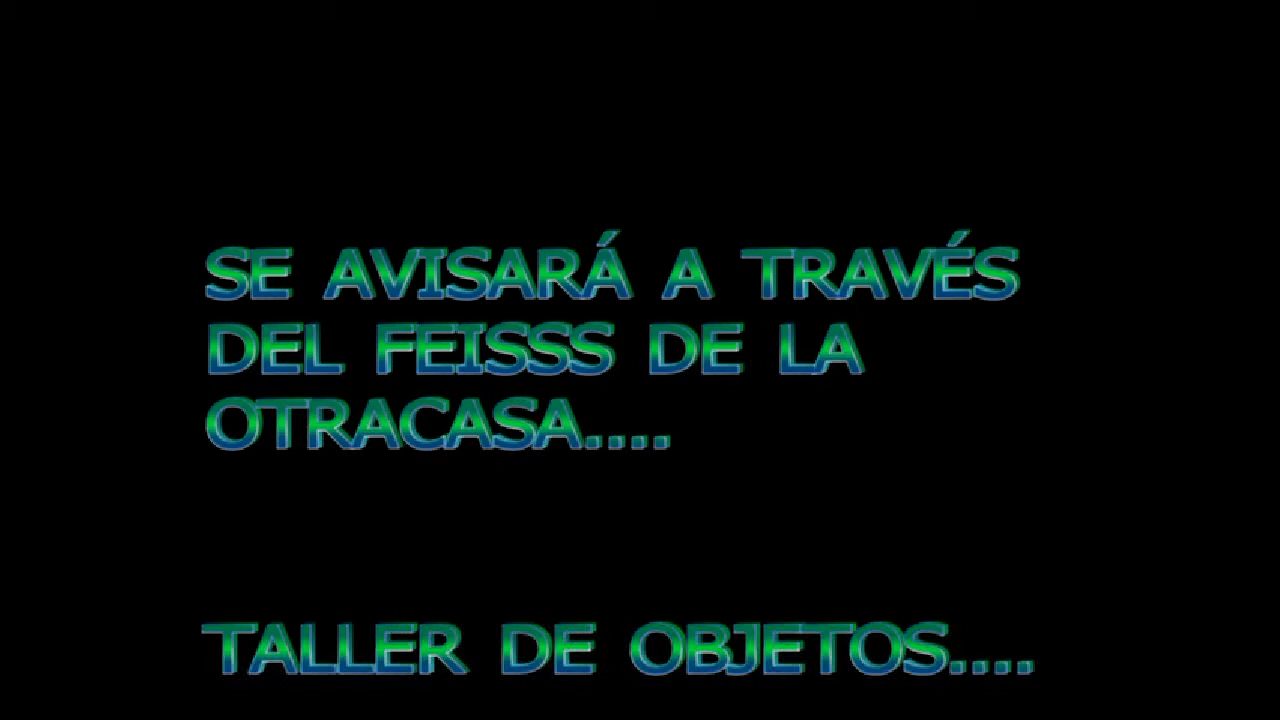 SE AVISARÁ A TRAVÉS
DEL FEISSS DE LA
OTRACASA....
TALLER DE OBJETOS....